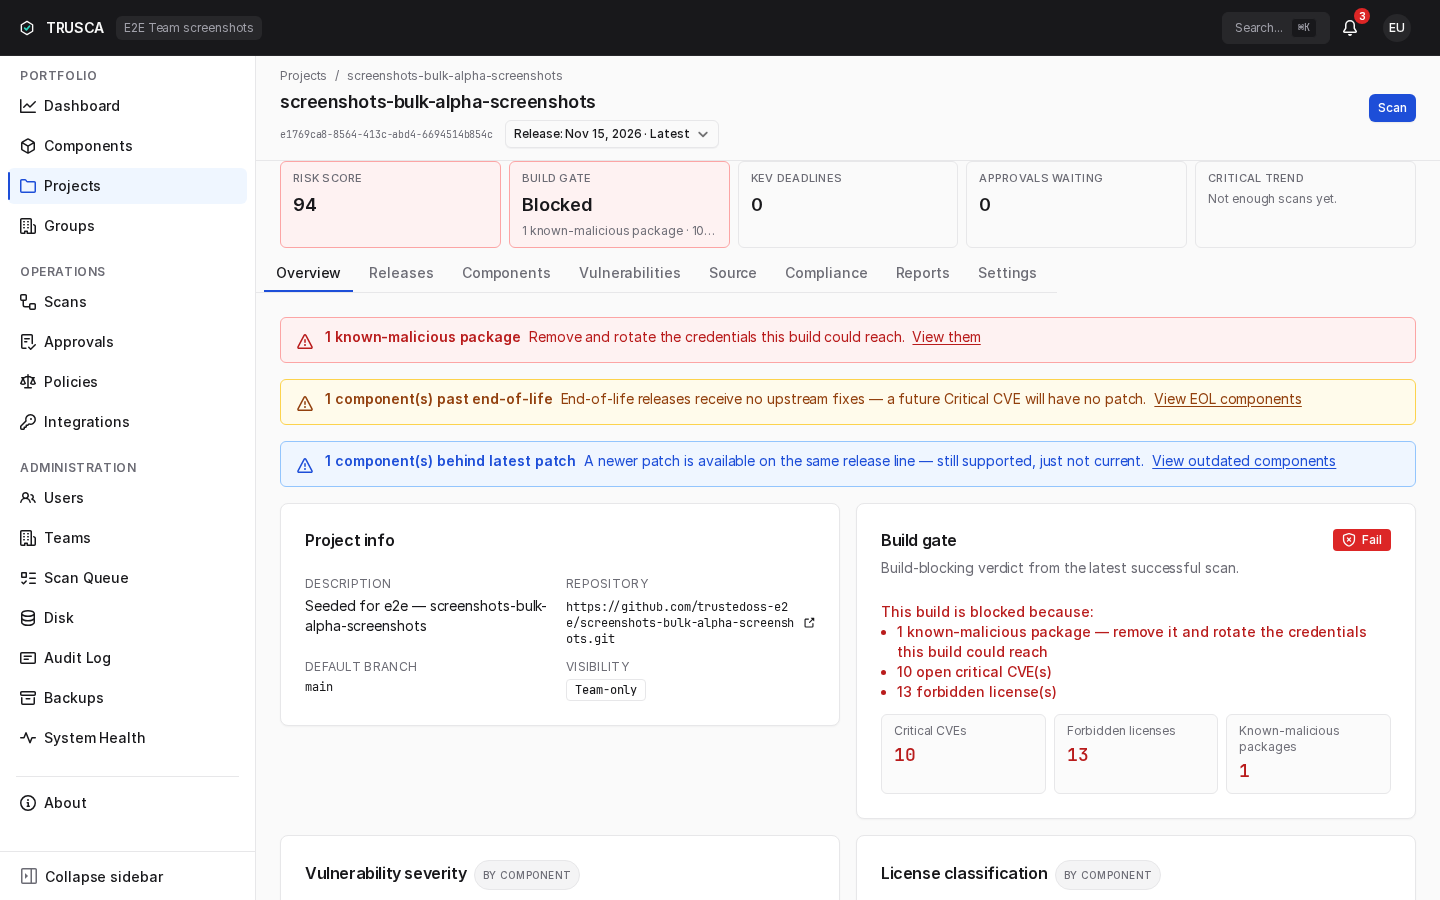 TRUSCA
E2E Team screenshots
Search...
⌘K
3
EU
PORTFOLIO
Dashboard
Components
Projects
Groups
OPERATIONS
Scans
Approvals
Policies
Integrations
ADMINISTRATION
Users
Teams
Scan Queue
Disk
Audit Log
Backups
System Health
About
Collapse sidebar
Projects / screenshots-bulk-alpha-screenshots
screenshots-bulk-alpha-screenshots
e1769ca8-8564-413c-abd4-6694514b854c
Release: Nov 15, 2026 · Latest
Scan
RISK SCORE
94
BUILD GATE
Blocked
1 known-malicious package · 10…
KEV DEADLINES
0
APPROVALS WAITING
0
CRITICAL TREND
Not enough scans yet.
Overview
Releases
Components
Vulnerabilities
Source
Compliance
Reports
Settings
1 known-malicious package Remove and rotate the credentials this build could reach. View them
1 component(s) past end-of-life End-of-life releases receive no upstream fixes — a future Critical CVE will have no patch. View EOL components
1 component(s) behind latest patch A newer patch is available on the same release line — still supported, just not current. View outdated components
Project info
DESCRIPTION
Seeded for e2e — screenshots-bulk-
alpha-screenshots
REPOSITORY
https://github.com/trustedoss-e2
e/screenshots-bulk-alpha-screensh
ots.git
DEFAULT BRANCH
main
VISIBILITY
Team-only
Build gate
Fail
Build-blocking verdict from the latest successful scan.
This build is blocked because:
• 1 known-malicious package — remove it and rotate the credentials
this build could reach
• 10 open critical CVE(s)
• 13 forbidden license(s)
Critical CVEs
10
Forbidden licenses
13
Known-malicious
packages
1
Vulnerability severity
BY COMPONENT
License classification
BY COMPONENT